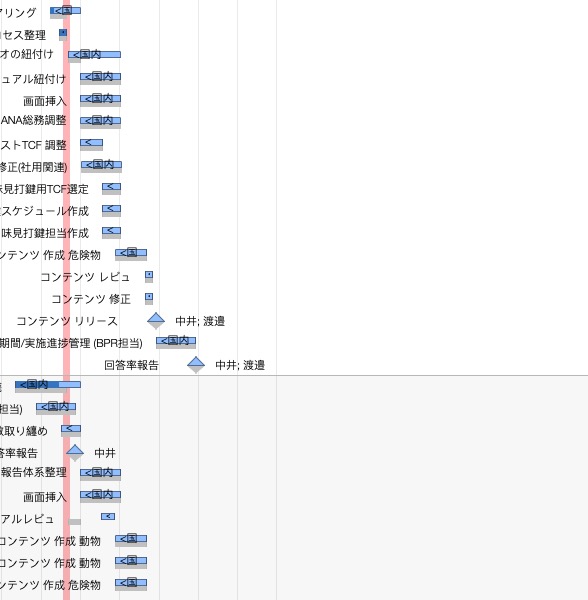 アリング <国
セス整理
オの紐付け <国内
ュアル紐付け <国内
画面挿入 <国内
ANA総務調整 <国内
ストTCF 調整 <
修正(社用関連) <国内
味見打鍵用TCF選定 <
スケジュール作成 <
味見打鍵担当作成 <
ンテンツ 作成 危険物 <国
コンテンツ レビュ
コンテンツ 修正
コンテンツ リリース 中井; 渡邉
期間/実施進捗管理 (BPR担当) <国内
回答率報告 中井; 渡邉
<国内
担当) <国内
取り纏め <
答率報告 中井
報告体系整理 <国内
画面挿入 <国内
アルレビュ <
コンテンツ 作成 動物 <国
コンテンツ 作成 動物 <国
ンテンツ 作成 危険物 <国